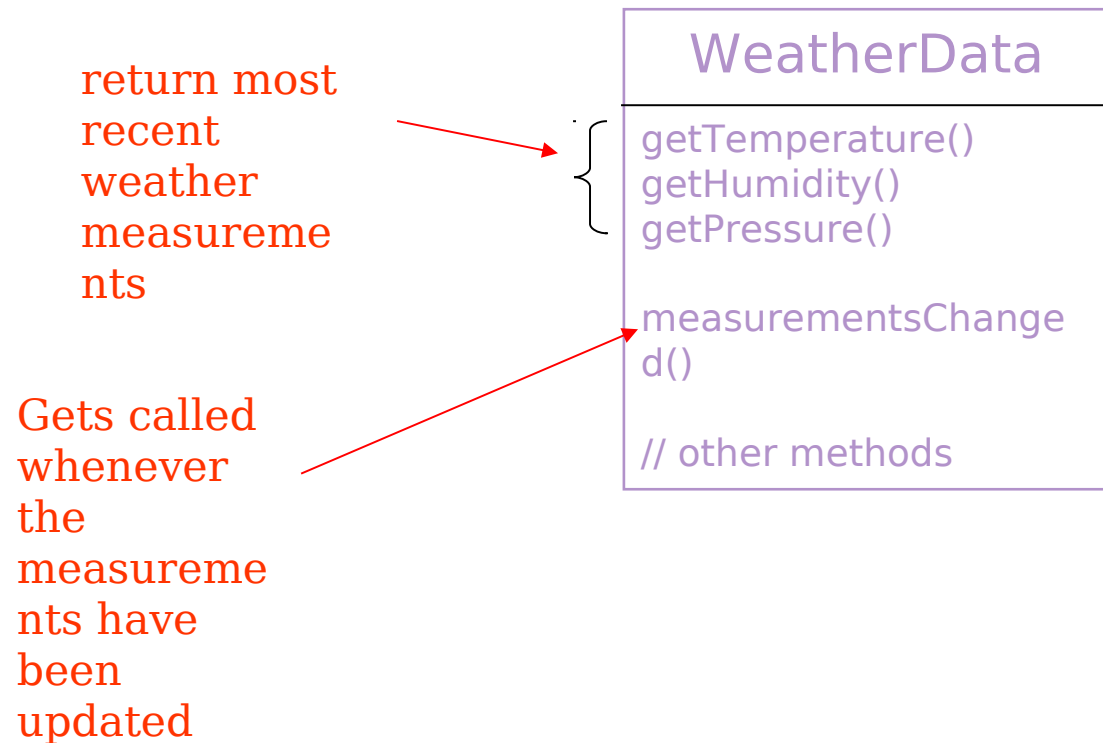 return most
recent
weather
measureme
nts
Gets called
whenever
the
measureme
nts have
been
updated
WeatherData
getTemperature()
getHumidity()
getPressure()
measurementsChange
d()
// other methods